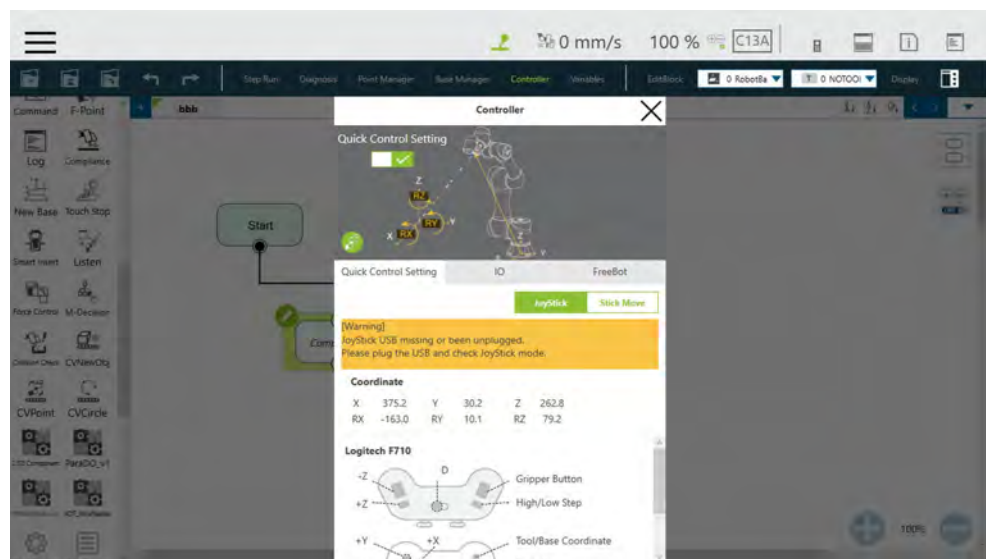 0 mm/s 100 % C13A
Step Run Diagnosis Point Manager Base Manager Controller Variables EditBlock 0 RobotBa T 0 NOTOOL Display
Command F-Point
bbb
Controller
Log Compliance
Quick Control Setting
Z
RZ
RY Y
X RX
Z
Y
New Base Touch Stop
Start
Smart Insert Listen
Quick Control Setting IO FreeBot
Force Control M-Decision
JoyStick Stick Move
[Warning]
JoyStick USB missing or been unplugged.
Please plug the USB and check JoyStick mode.
CVNewObj
Coordinate
X 375.2 Y 30.2 Z 262.8
RX -163.0 RY 10.1 RZ 79.2
CVPoint CVCircle
Logitech F710
ParaDO_v1
-Z D Gripper Button
+Z High/Low Step
+Y +X Tool/Base Coordinate
100%